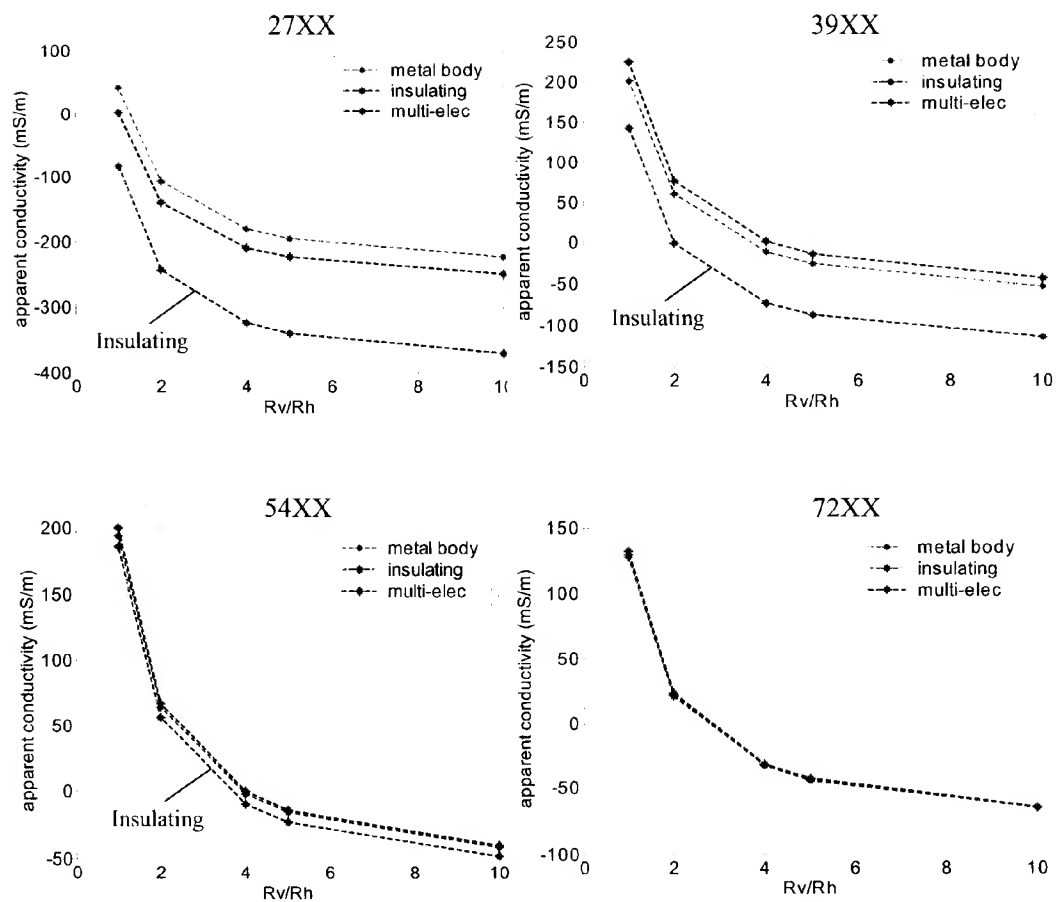 27XX
100
0
-100
-200
-300
-400
apparent conductivity (mS/m)
metal body
insulating
multi-elec
Insulating
0 2 4 6 8 10
Rv/Rh
39XX
250
200
150
100
50
0
-50
-100
-150
apparent conductivity (mS/m)
metal body
insulating
multi-elec
Insulating
0 2 4 6 8 10
Rv/Rh
54XX
200
150
100
50
0
-50
apparent conductivity (mS/m)
metal body
insulating
multi-elec
Insulating
0 2 4 6 8 10
Rv/Rh
72XX
150
100
50
0
-50
-100
apparent conductivity (mS/m)
metal body
insulating
multi-elec
0 2 4 6 8 10
Rv/Rh